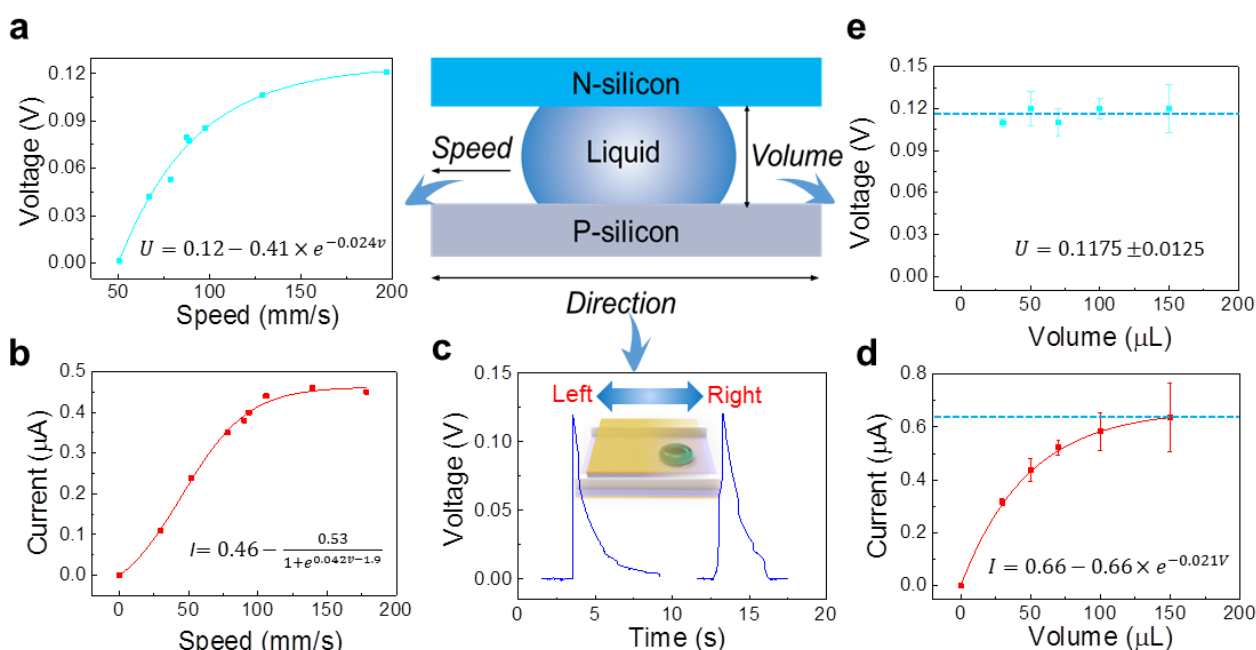 a
0.12
0.09
0.06
0.03
0.00
Voltage (V)
U = 0.12 − 0.41 × e^{−0.024v}
50 100 150 200
Speed (mm/s)
N-silicon
Liquid
Speed
Volume
P-silicon
Direction
e
0.15
0.12
0.09
0.06
0.03
0.00
Voltage (V)
U = 0.1175 ±0.0125
0 50 100 150 200
Volume (μL)
b
0.5
0.4
0.3
0.2
0.1
0.0
Current (μA)
I= 0.46 − \frac{0.53}{1+e^{0.042v−1.9}}
0 50 100 150 200
Speed (mm/s)
c
0.15
0.10
0.05
0.00
Voltage (V)
Left Right
0 5 10 15 20
Time (s)
d
0.8
0.6
0.4
0.2
0.0
Current (μA)
I = 0.66 − 0.66 × e^{−0.021V}
0 50 100 150 200
Volume (μL)